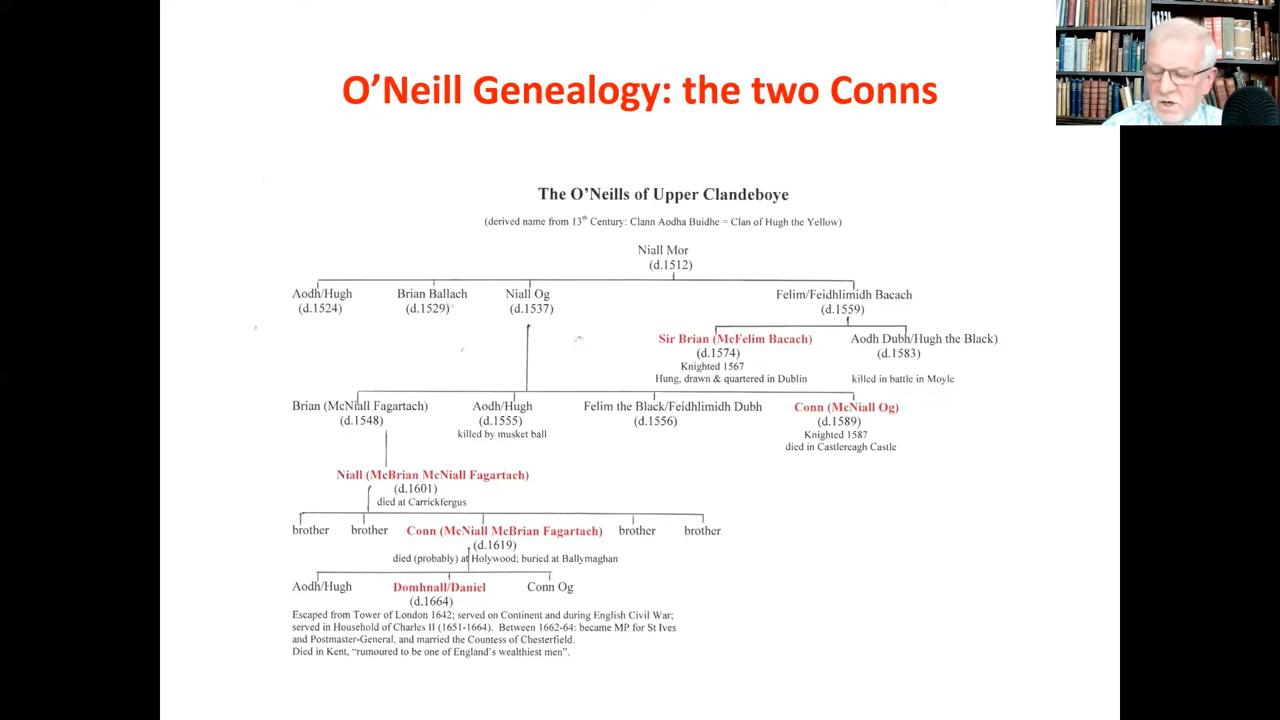 O’Neill Genealogy: the two Conns
The O’Neills of Upper Clandeboye
(derived name from 13th Century: Clann Aodha Buidhe = Clan of Hugh the Yellow)
Niall Mor
(d.1512)
Aodh/Hugh
(d.1524)
Brian Ballach
(d.1529)
Niall Og
(d.1537)
Felim/Feidhlimidh Bacach
(d.1559)
Sir Brian (McFelim Bacach)
(d.1574)
Knighted 1567
Hung, drawn & quartered in Dublin
Aodh Dubh/Hugh the Black)
(d.1583)
killed in battle in Moyle
Brian (McNiall Fagartach)
(d.1548)
Aodh/Hugh
(d.1555)
killed by musket ball
Felim the Black/Feidhlimidh Dubh
(d.1556)
Conn (McNiall Og)
(d.1589)
Knighted 1587
died in Castlereagh Castle
Niall (McBrian McNiall Fagartach)
(d.1601)
died at Carrickfergus
brother
brother
Conn (McNiall McBrian Fagartach)
(d.1619)
died (probably) at Holywood; buried at Ballymaghan
brother
brother
Aodh/Hugh
Domhnall/Daniel
(d.1664)
Conn Og
Escaped from Tower of London 1642; served on Continent and during English Civil War;
served in Household of Charles II (1651-1664). Between 1662-64: became MP for St Ives
and Postmaster-General, and married the Countess of Chesterfield.
Died in Kent, “rumoured to be one of England’s wealthiest men”.